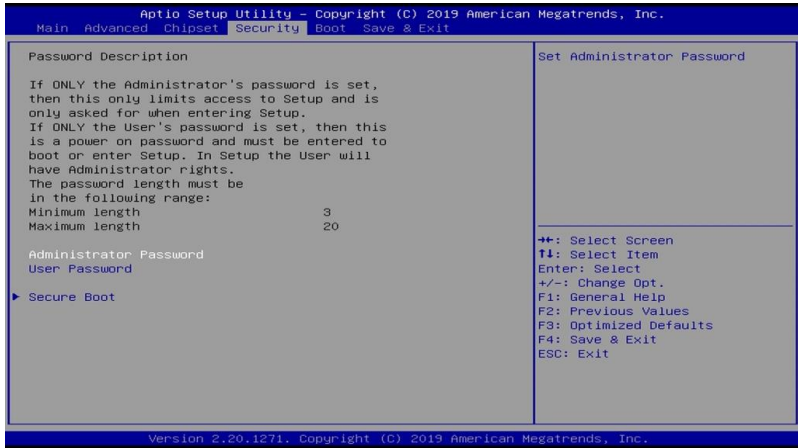 Aptio Setup Utility – Copyright (C) 2019 American Megatrends, Inc.
Main Advanced Chipset Security Boot Save & Exit
Password Description
If ONLY the Administrator's password is set,
then this only limits access to Setup and is
only asked for when entering Setup.
If ONLY the User's password is set, then this
is a power on password and must be entered to
boot or enter Setup. In Setup the User will
have Administrator rights.
The password length must be
in the following range:
Minimum length 3
Maximum length 20
Administrator Password
User Password
► Secure Boot
Set Administrator Password
→←: Select Screen
↑↓: Select Item
Enter: Select
+/-: Change Opt.
F1: General Help
F2: Previous Values
F3: Optimized Defaults
F4: Save & Exit
ESC: Exit
Version 2.20.1271. Copyright (C) 2019 American Megatrends, Inc.